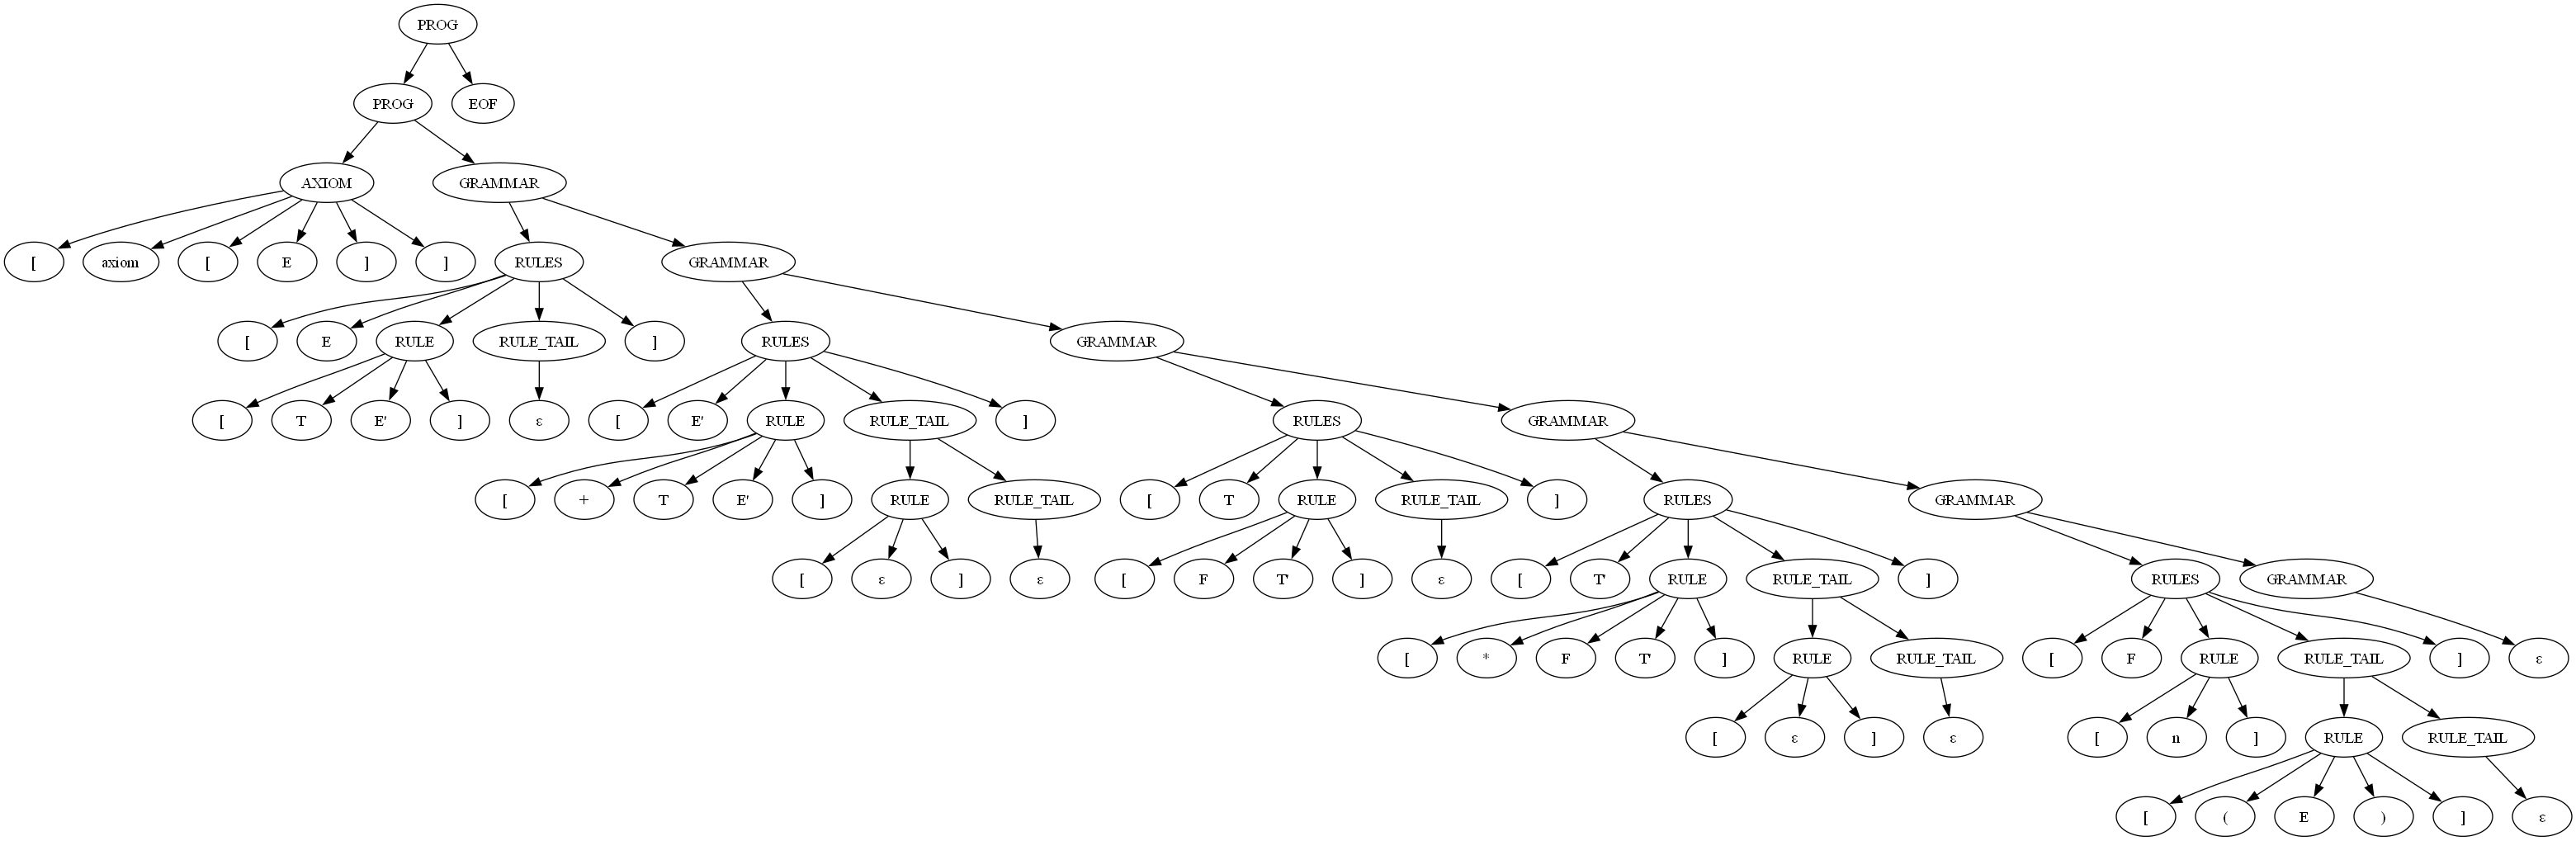 PROG
PROG EOF
AXIOM GRAMMAR
[ axiom [ E ] ] RULES GRAMMAR
[ E RULE RULE_TAIL ] RULES GRAMMAR
[ T E' ] ε [ E' RULE RULE_TAIL ] RULES GRAMMAR
[ + T E' ] RULE RULE_TAIL [ T RULE RULE_TAIL ] RULES GRAMMAR
[ ε ] ε [ F T' ] ε [ T' RULE RULE_TAIL ] RULES GRAMMAR
[ * F T' ] RULE RULE_TAIL [ F RULE RULE_TAIL ] ε
[ ε ] ε [ n ] RULE RULE_TAIL
[ ( E ) ] ε